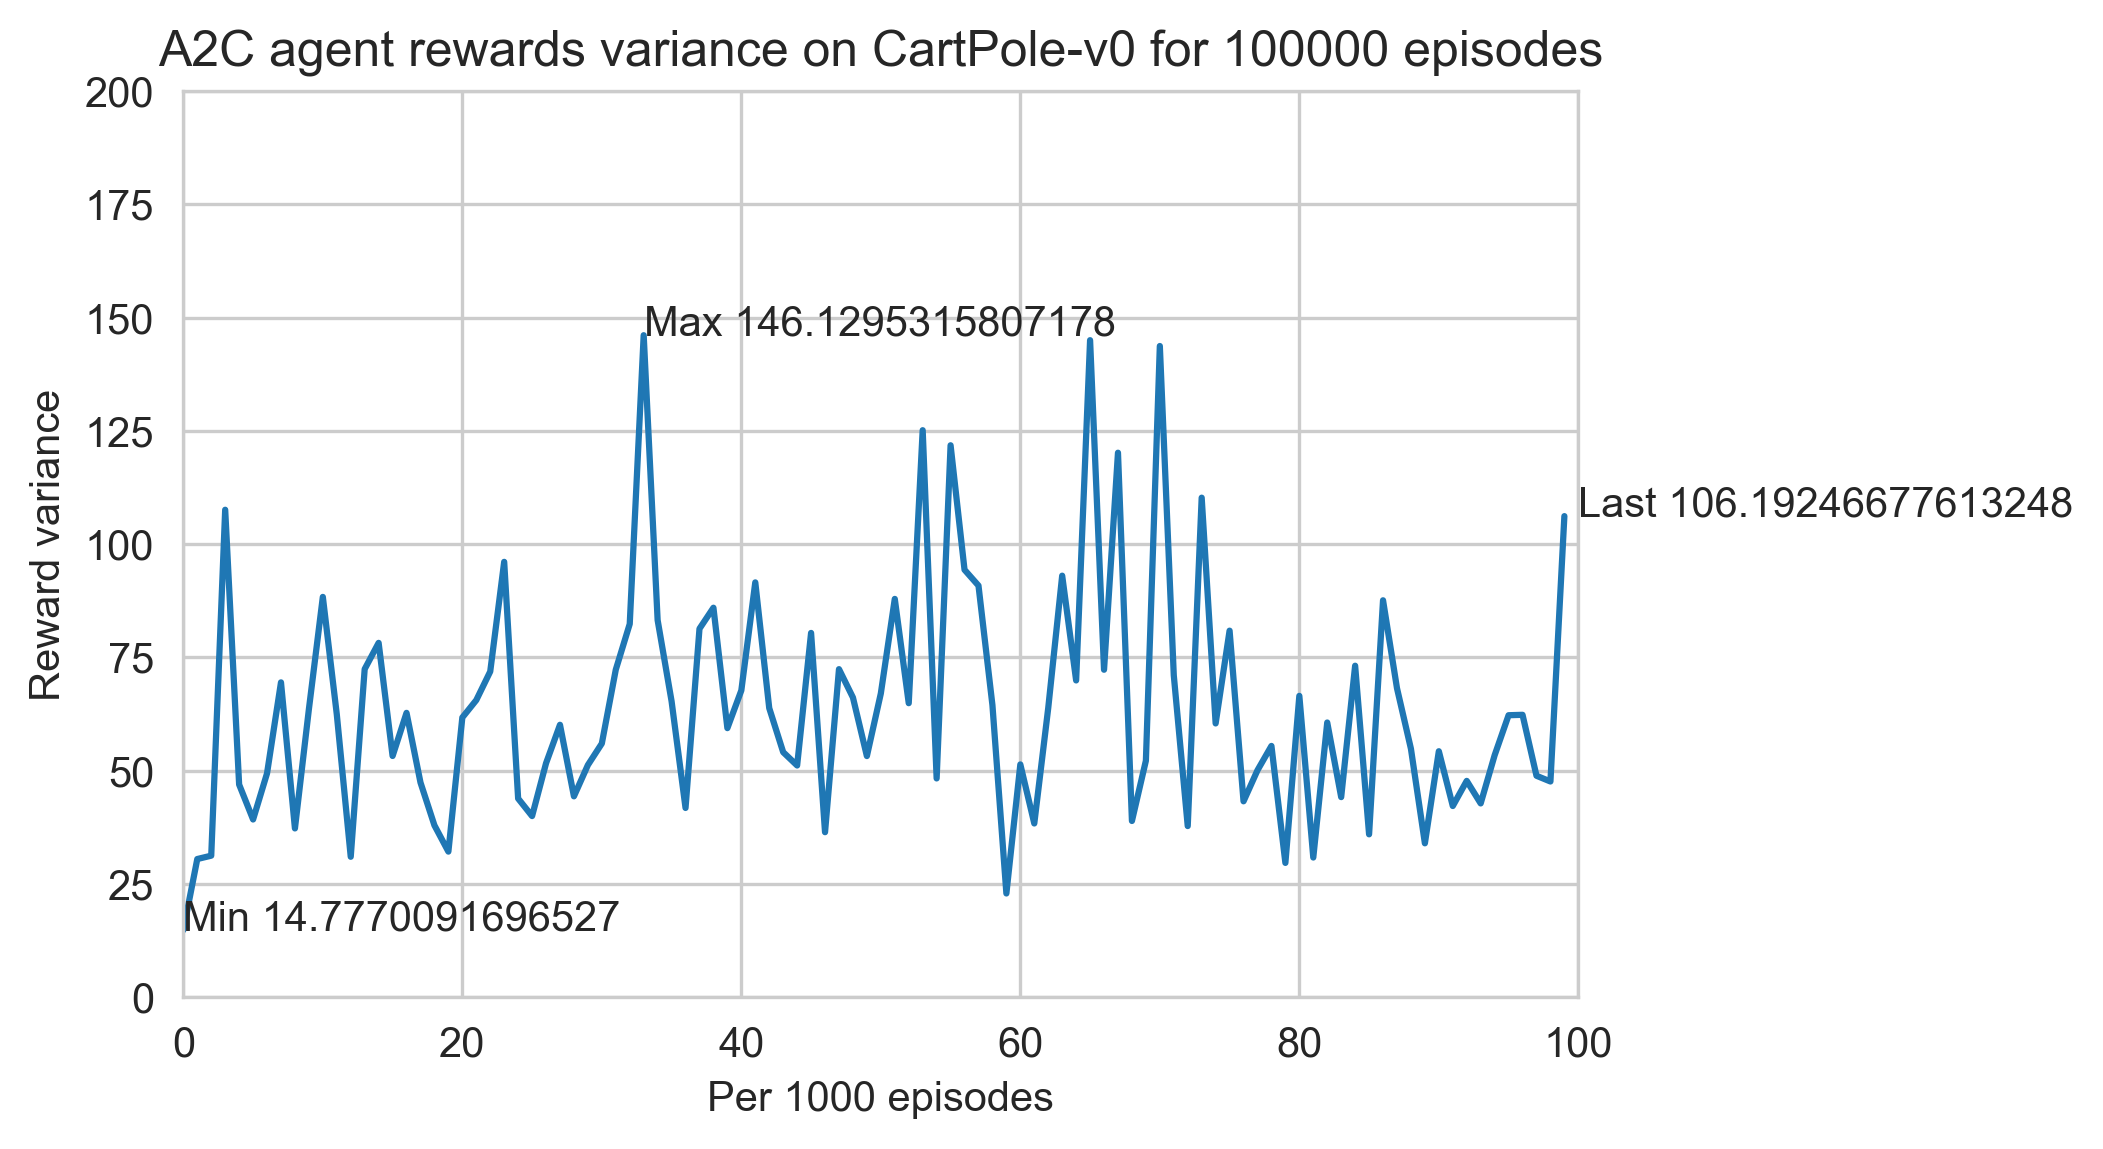 A2C agent rewards variance on CartPole-v0 for 100000 episodes
200
175
150
125
100
75
50
25
0
Reward variance
Max 146.1295315807178
Last 106.19246677613248
Min 14.7770091696527
0 20 40 60 80 100
Per 1000 episodes